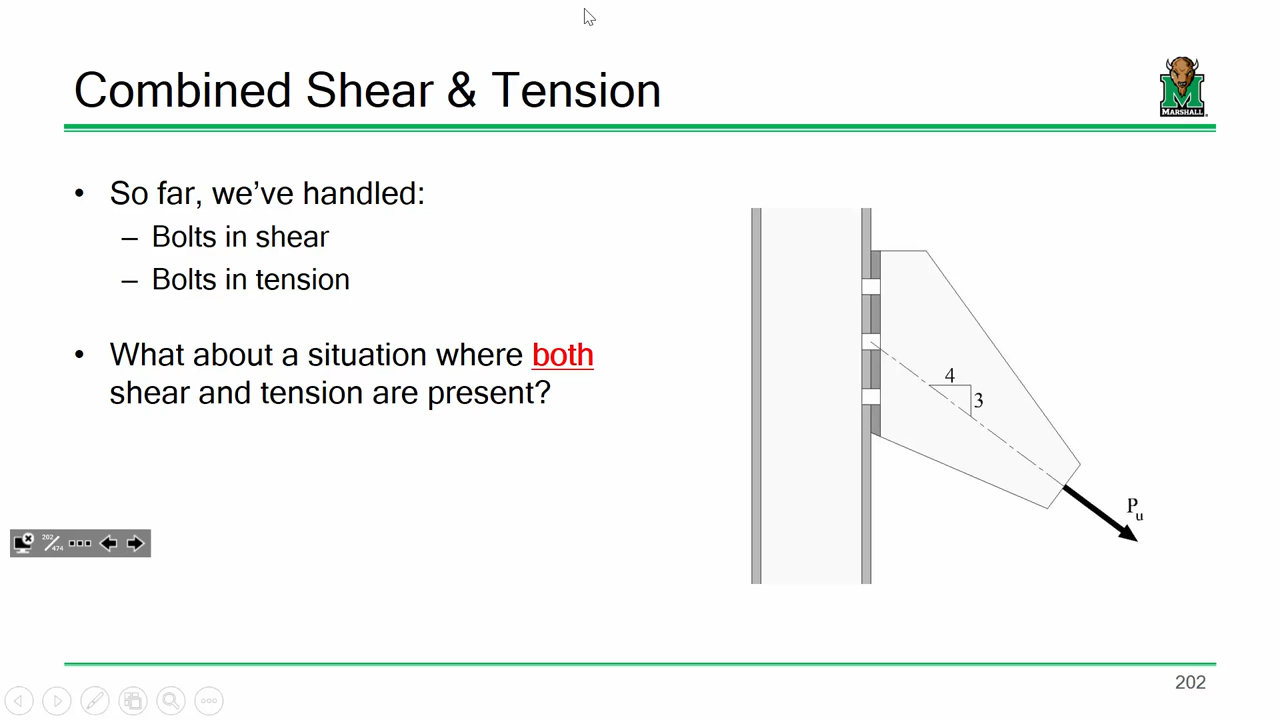 Combined Shear & Tension
MARSHALL
• So far, we’ve handled:
– Bolts in shear
– Bolts in tension
• What about a situation where both
shear and tension are present?
4
3
Pu
202/474
202